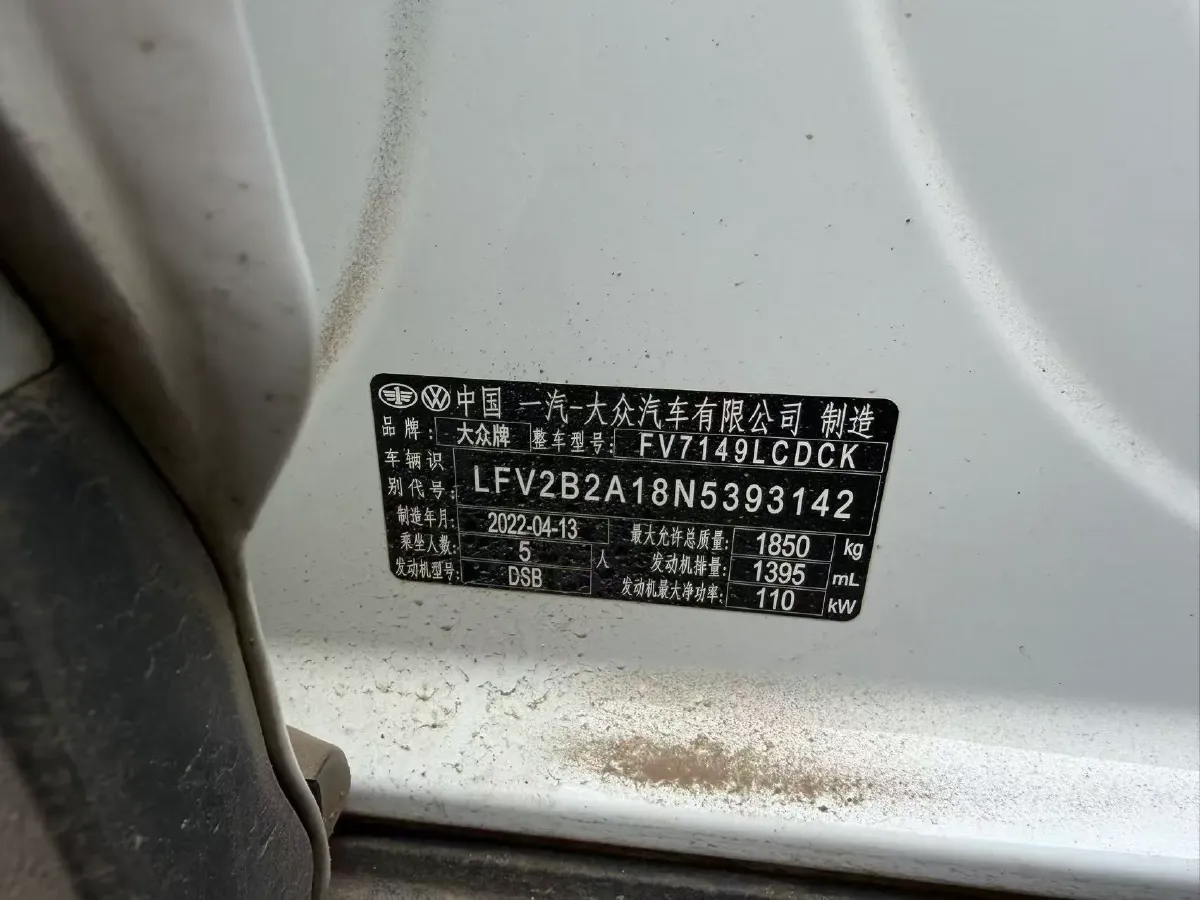 中国 一汽-大众汽车有限公司 制造
品牌: 大众牌 整车型号: FV7149LCDCK
车辆识别代号: LFV2B2A18N5393142
制造年月: 2022-04-13 最大允许总质量: 1850 kg
乘坐人数: 5 人 发动机排量: 1395 mL
发动机型号: DSB 发动机最大净功率: 110 kW